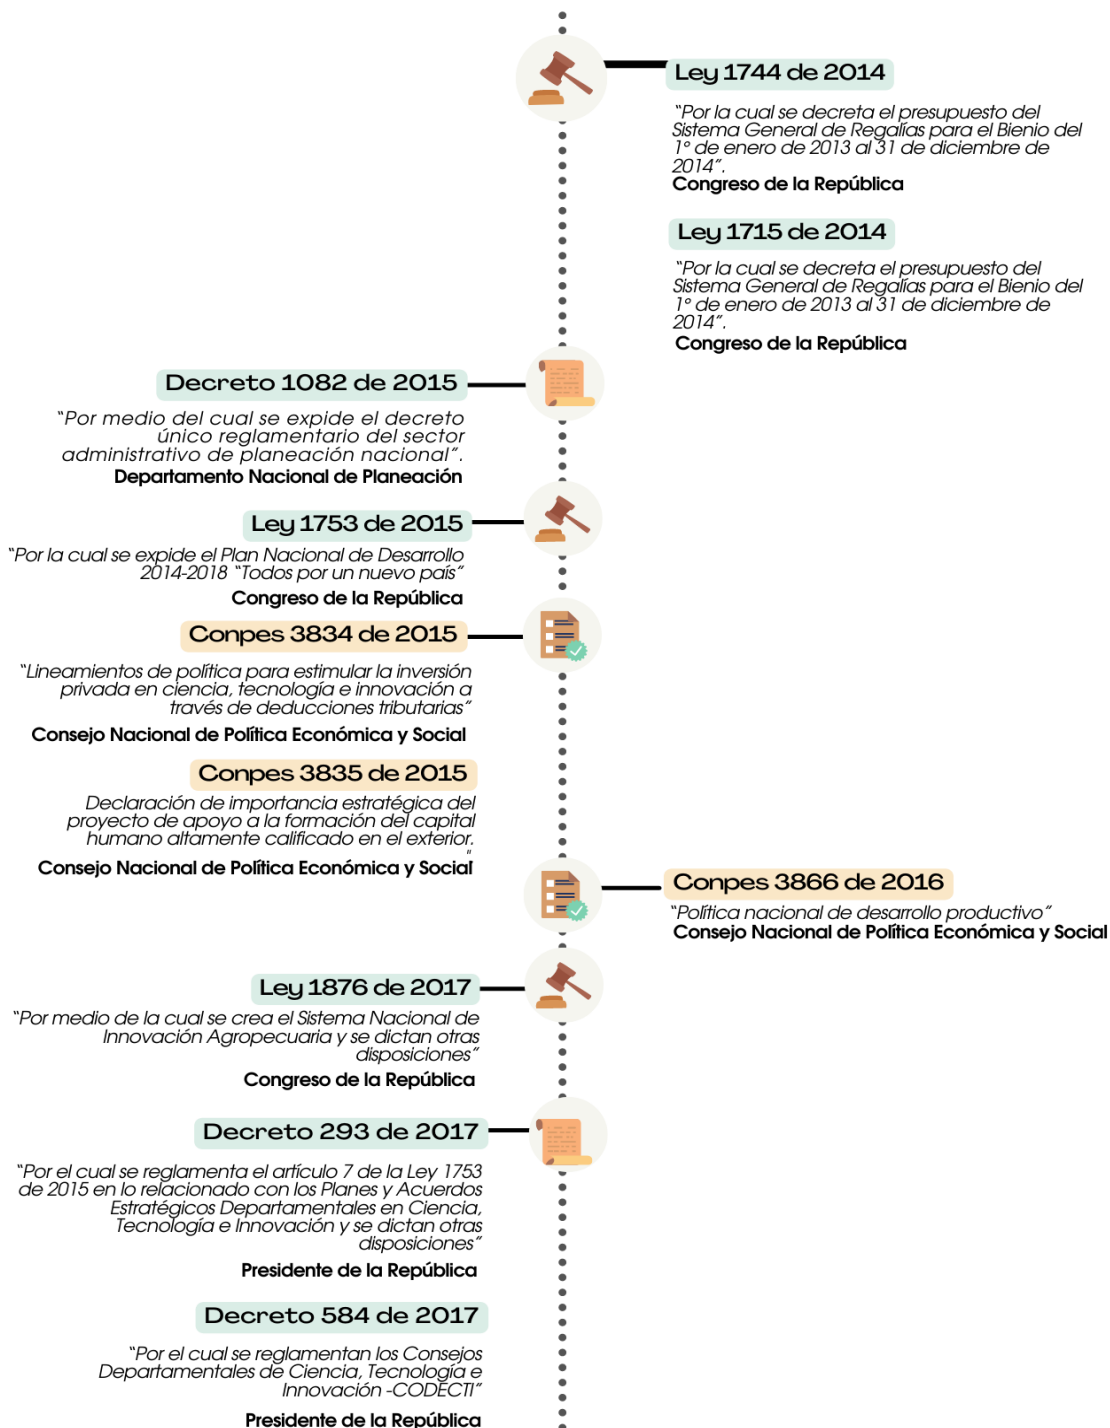 Ley 1744 de 2014
“Por la cual se decreta el presupuesto del
Sistema General de Regalías para el Bienio del
1° de enero de 2013 al 31 de diciembre de
2014”.
Congreso de la República
Ley 1715 de 2014
“Por la cual se decreta el presupuesto del
Sistema General de Regalías para el Bienio del
1° de enero de 2013 al 31 de diciembre de
2014”.
Congreso de la República
Decreto 1082 de 2015
“Por medio del cual se expide el decreto
único reglamentario del sector
administrativo de planeación nacional”.
Departamento Nacional de Planeación
Ley 1753 de 2015
“Por la cual se expide el Plan Nacional de Desarrollo
2014-2018 “Todos por un nuevo país”
Congreso de la República
Conpes 3834 de 2015
“Lineamientos de política para estimular la inversión
privada en ciencia, tecnología e innovación a
través de deducciones tributarias”
Consejo Nacional de Política Económica y Social
Conpes 3835 de 2015
Declaración de importancia estratégica del
proyecto de apoyo a la formación del capital
humano altamente calificado en el exterior.
"
Consejo Nacional de Política Económica y Social
Conpes 3866 de 2016
“Política nacional de desarrollo productivo”
Consejo Nacional de Política Económica y Social
Ley 1876 de 2017
“Por medio de la cual se crea el Sistema Nacional de
Innovación Agropecuaria y se dictan otras
disposiciones”
Congreso de la República
Decreto 293 de 2017
“Por el cual se reglamenta el artículo 7 de la Ley 1753
de 2015 en lo relacionado con los Planes y Acuerdos
Estratégicos Departamentales en Ciencia,
Tecnología e Innovación y se dictan otras
disposiciones”
Presidente de la República
Decreto 584 de 2017
“Por el cual se reglamentan los Consejos
Departamentales de Ciencia, Tecnología e
Innovación -CODECTI”
Presidente de la República